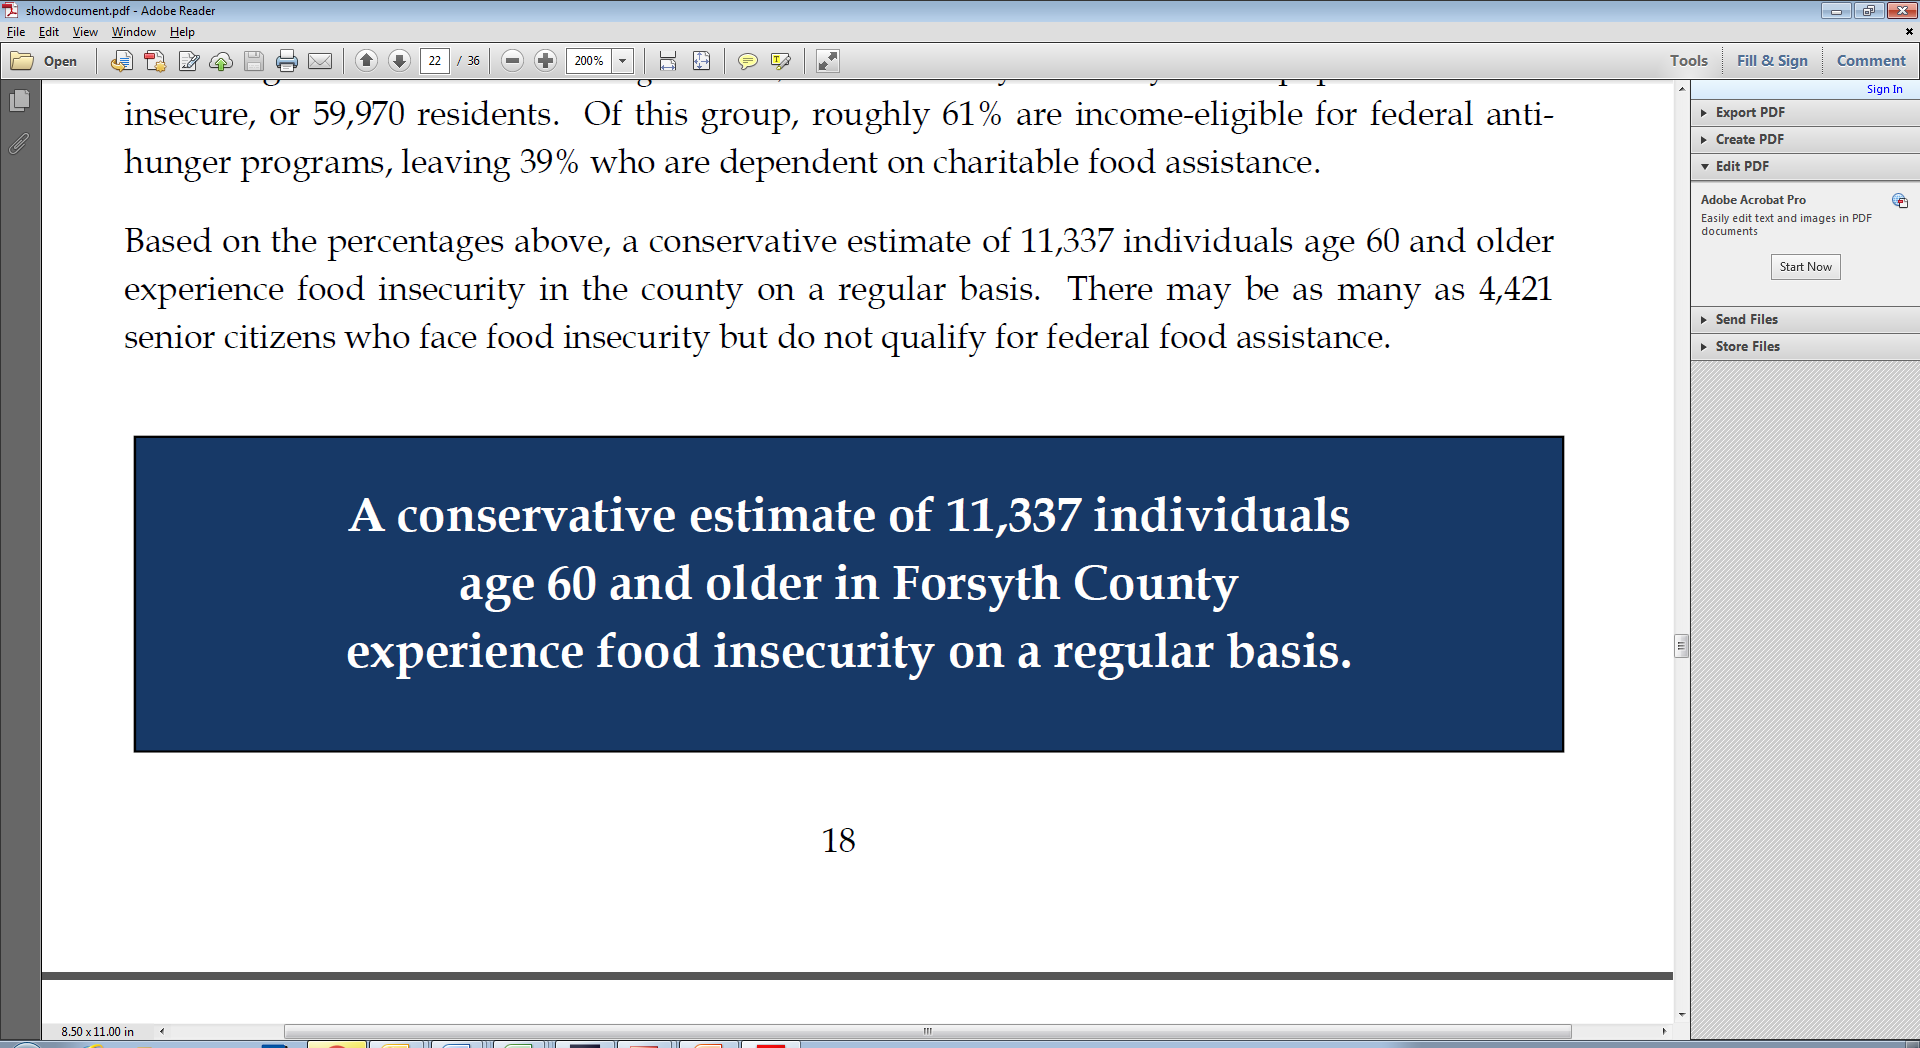 showdocument.pdf - Adobe Reader
File Edit View Window Help
Open 22 / 36 200% Tools Fill & Sign Comment
Sign In
Export PDF
Create PDF
Edit PDF
Adobe Acrobat Pro
Easily edit text and images in PDF
documents
Start Now
Send Files
Store Files
insecure, or 59,970 residents. Of this group, roughly 61% are income-eligible for federal anti-
hunger programs, leaving 39% who are dependent on charitable food assistance.
Based on the percentages above, a conservative estimate of 11,337 individuals age 60 and older
experience food insecurity in the county on a regular basis. There may be as many as 4,421
senior citizens who face food insecurity but do not qualify for federal food assistance.
A conservative estimate of 11,337 individuals
age 60 and older in Forsyth County
experience food insecurity on a regular basis.
18
8.50 x 11.00 in